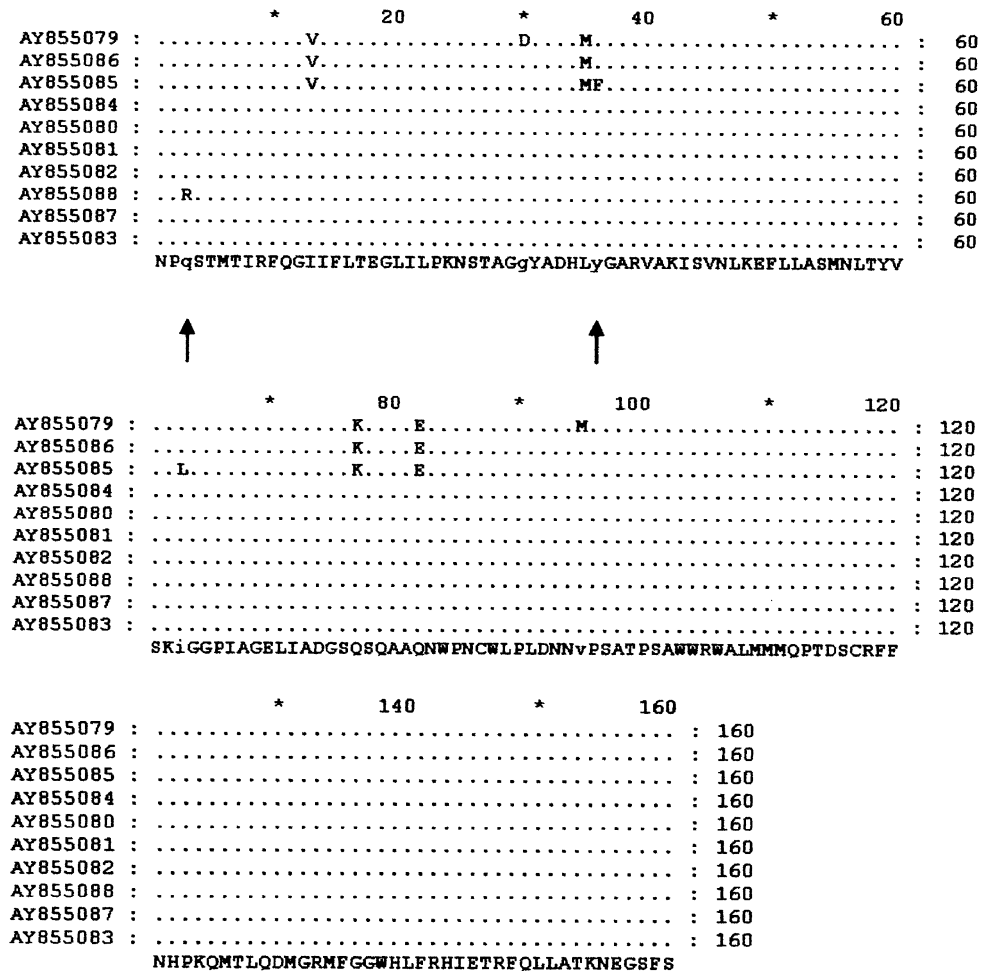 * 20 * 40 * 60
AY855079 : ............V................D....M......................... : 60
AY855086 : ............V.....................M......................... : 60
AY855085 : ............V.....................MF........................ : 60
AY855084 : ............................................................ : 60
AY855080 : ............................................................ : 60
AY855081 : ............................................................ : 60
AY855082 : ............................................................ : 60
AY855088 : ..R......................................................... : 60
AY855087 : ............................................................ : 60
AY855083 : ............................................................ : 60
NPqSTMTIRFQGIIFLTEGLILPKNSTAGgYADHLyGARVAKISVNLKEFLLASMNLTYV
* 80 * 100 * 120
AY855079 : ................K....E............M......................... : 120
AY855086 : ................K....E...................................... : 120
AY855085 : ..L.............K....E...................................... : 120
AY855084 : ............................................................ : 120
AY855080 : ............................................................ : 120
AY855081 : ............................................................ : 120
AY855082 : ............................................................ : 120
AY855088 : ............................................................ : 120
AY855087 : ............................................................ : 120
AY855083 : ............................................................ : 120
SKiGGPIAGELIADGSQSQAAQNWPNCWLPLDNNvPSATPSAWWRWALMMMQPTDSCRFF
* 140 * 160
AY855079 : ........................................ : 160
AY855086 : ........................................ : 160
AY855085 : ........................................ : 160
AY855084 : ........................................ : 160
AY855080 : ........................................ : 160
AY855081 : ........................................ : 160
AY855082 : ........................................ : 160
AY855088 : ........................................ : 160
AY855087 : ........................................ : 160
AY855083 : ........................................ : 160
NHPKQMTLQDMGRMFGGWHLFRHIETRFQLLATKNEGSFS